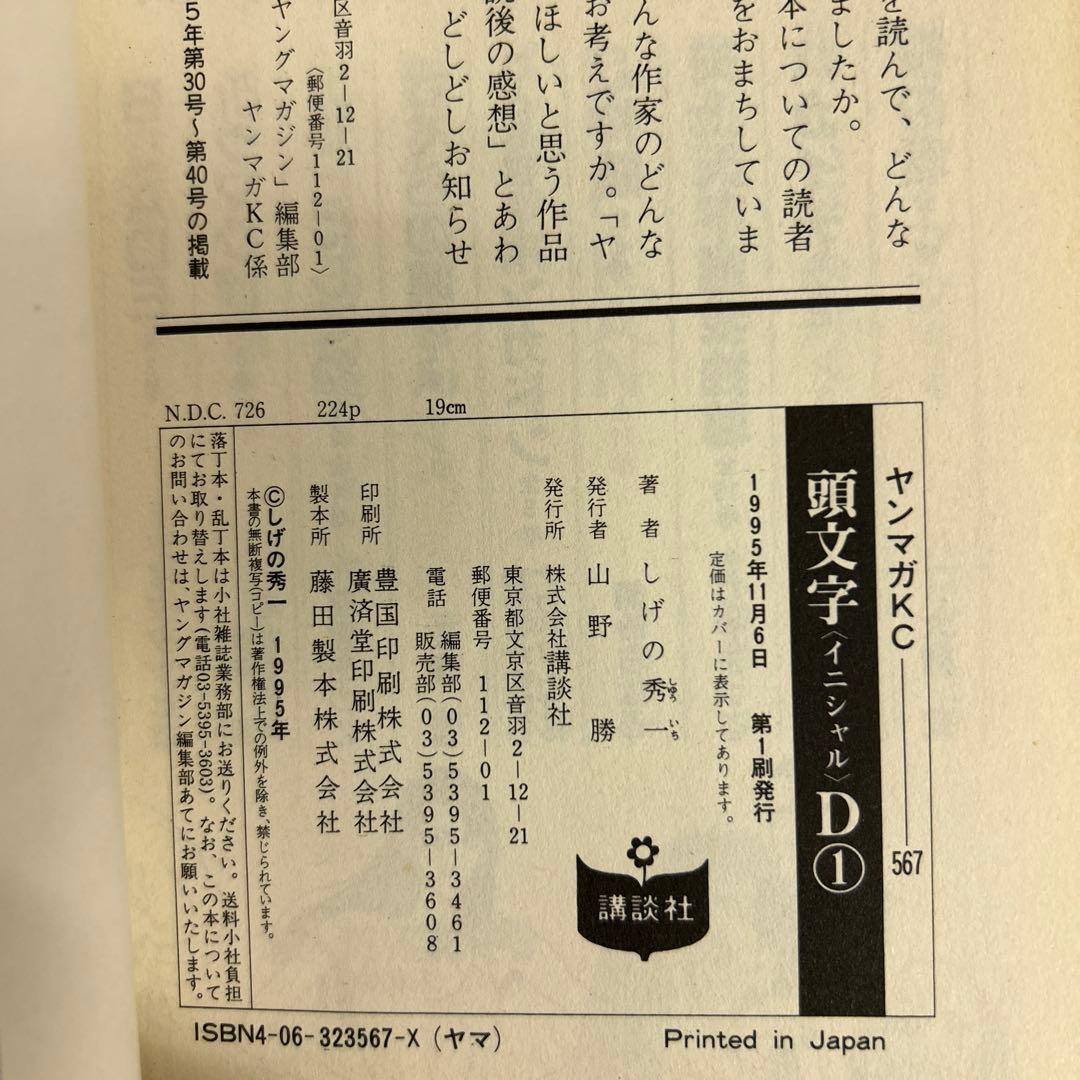 を読んで、どんな
ましたか。
本についての読者
をおまちしていま
んな作家のどんな
お考えですか。「ヤ
ほしいと思う作品
読後の感想」とあわ
どしどしお知らせ
区音羽2—12—21
〈郵便番号112—01〉
ヤングマガジン」編集部
ヤンマガKC係
5年第30号〜第40号の掲載
N.D.C. 726 224p 19cm
ヤンマガKC——567
頭文字〈イニシャル〉D①
1995年11月6日 第1刷発行
定価はカバーに表示してあります。
著者 しげの秀一
しゅう いち
発行者 山野 勝
発行所 株式会社講談社
東京都文京区音羽2—12—21
郵便番号 112—01
電話 編集部(03)5395—3461
販売部(03)5395—3608
印刷所 豊国印刷株式会社
廣済堂印刷株式会社
製本所 藤田製本株式会社
©しげの秀一 1995年
本書の無断複写(コピー)は著作権法上での例外を除き、禁じられています。
落丁本・乱丁本は小社雑誌業務部にお送りください。送料小社負担
にてお取り替えします(電話03-5395-3603)。なお、この本について
のお問い合わせは、ヤングマガジン編集部あてにお願いいたします。
講談社
ISBN4-06-323567-X (ヤマ)
Printed in Japan